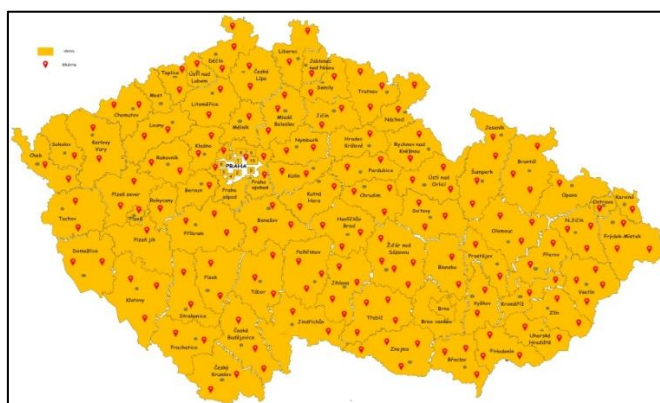 Děčín
Liberec
Jablonec
nad Nisou
Teplice
Ústí nad
Labem
Česká
Lípa
Semily
Most
Trutnov
Chomutov
Litoměřice
Mladá
Boleslav
Jičín
Louny
Mělník
Náchod
Jeseník
Sokolov
Karlovy
Vary
Kladno
Nymburk
Hradec
Králové
Rychnov nad
Kněžnou
Cheb
Rakovník
PRAHA
Praha
východ
Kolín
Pardubice
Šumperk
Bruntál
Plzeň sever
Beroun
Praha
západ
Kutná
Hora
Chrudim
Ústí nad
Orlicí
Opava
Karviná
Ostrava
Tachov
Plzeň
Rokycany
Benešov
Havlíčkův
Brod
Svitavy
Olomouc
N.Jičín
Frýdek-Místek
Plzeň jih
Příbram
Žďár nad
Sázavou
Přerov
Domažlice
Pelhřimov
Prostějov
Klatovy
Písek
Tábor
Jihlava
Blansko
Vsetín
Strakonice
Brno
Vyškov
Kroměříž
Zlín
Prachatice
České
Budějovice
Jindřichův
Třebíč
Brno venkov
Uherské
Hradiště
Znojmo
Břeclav
Hodonín
Český
Krumlov